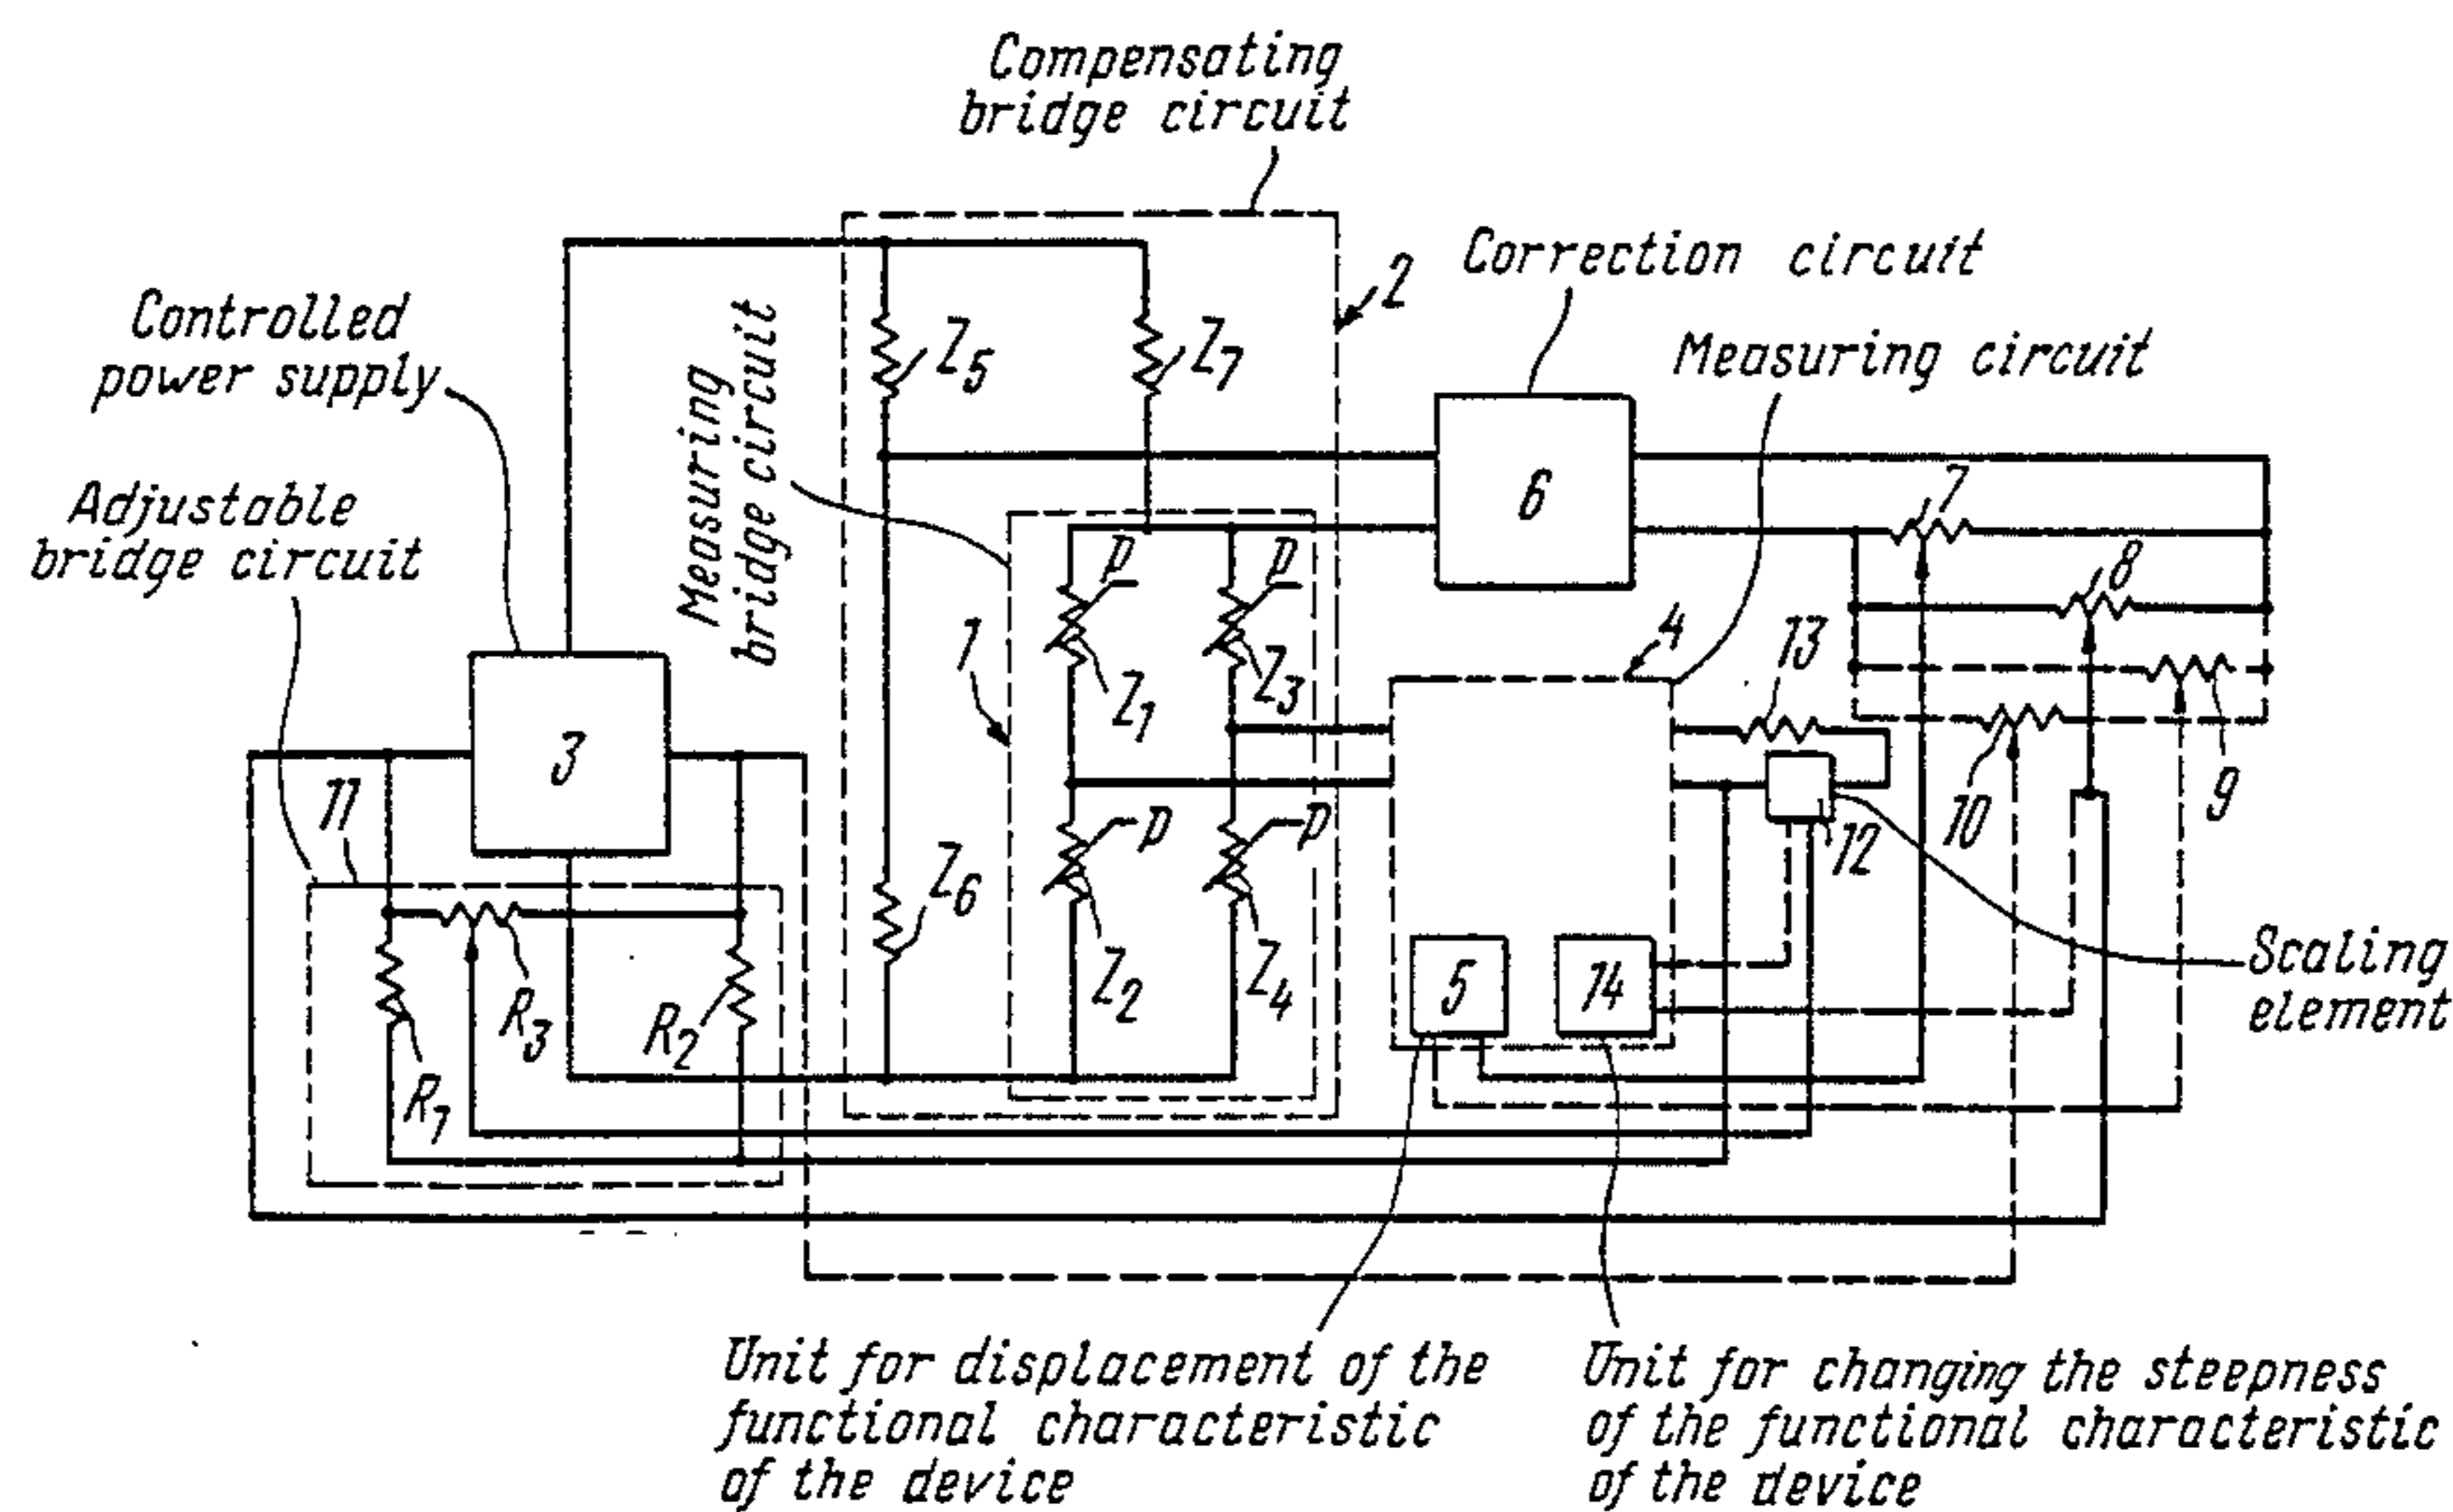 Compensating
bridge circuit
Correction circuit
Measuring circuit
Controlled
power supply
Adjustable
bridge circuit
Measuring
bridge circuit
2
Z5
Z7
6
7
8
p
p
4
13
1
Z1
Z3
3
9
10
11
12
p
p
Z6
Z2
Z4
5
14
R3
R2
R1
Scaling
element
Unit for displacement of the
functional characteristic
of the device
Unit for changing the steepness
of the functional characteristic
of the device